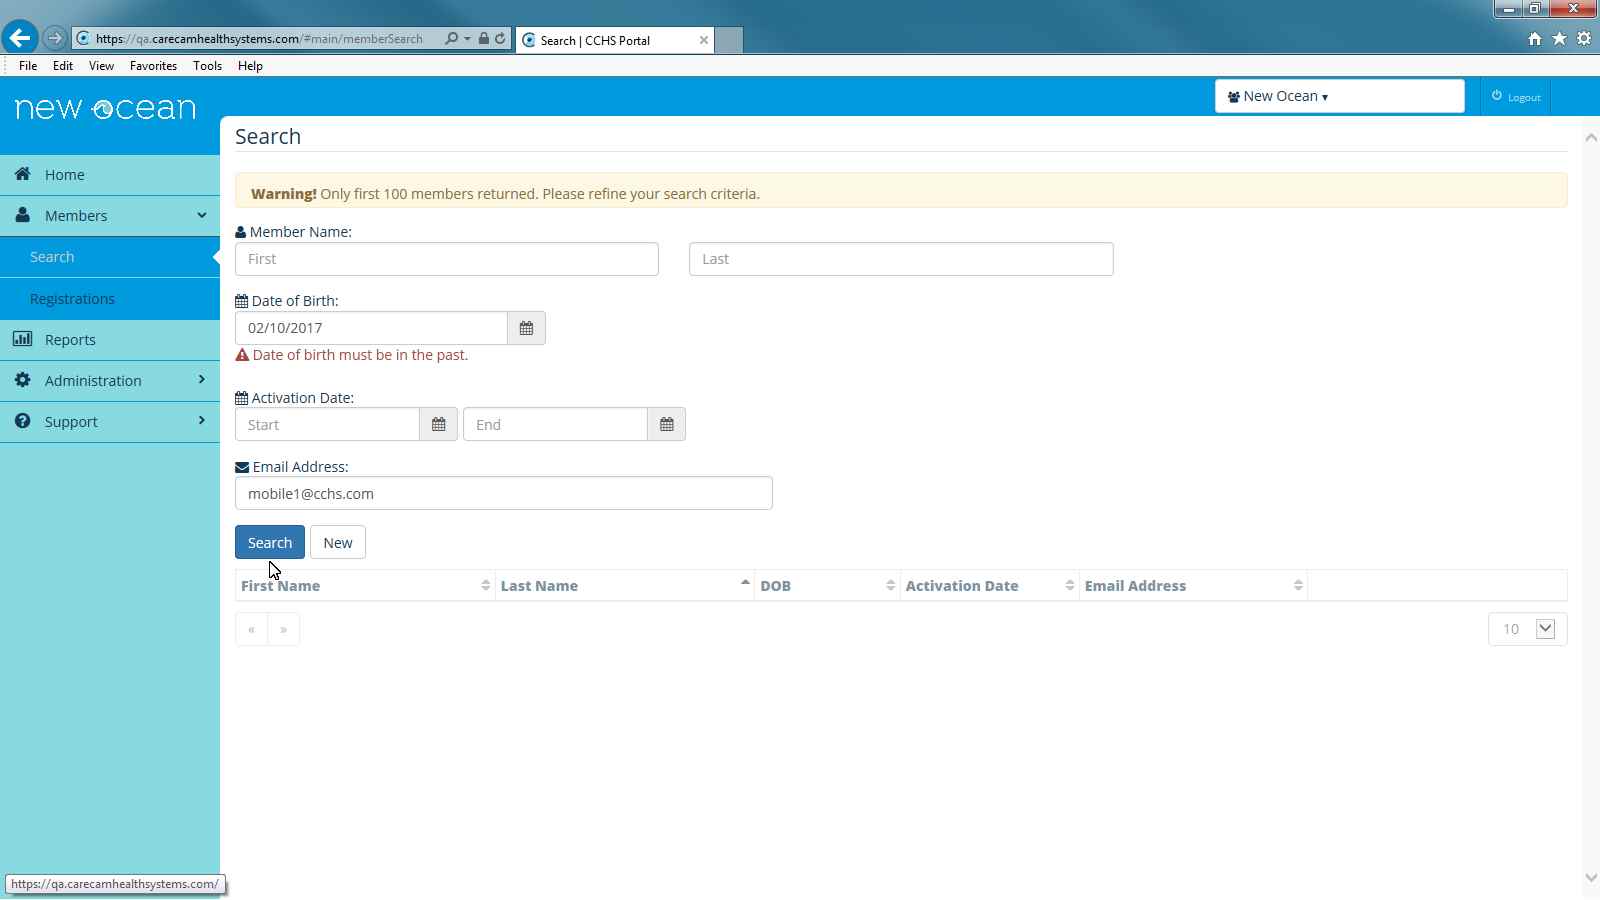 https://qa.carecamhealthsystems.com/#main/memberSearch
Search | CCHS Portal
File Edit View Favorites Tools Help
new ocean
New Ocean
Logout
Search
Home
Warning! Only first 100 members returned. Please refine your search criteria.
Members
Member Name:
Search
First Last
Registrations
Date of Birth:
02/10/2017
Reports
Date of birth must be in the past.
Administration
Activation Date:
Support
Start End
Email Address:
mobile1@cchs.com
Search New
First Name Last Name DOB Activation Date Email Address
« » 10
https://qa.carecamhealthsystems.com/